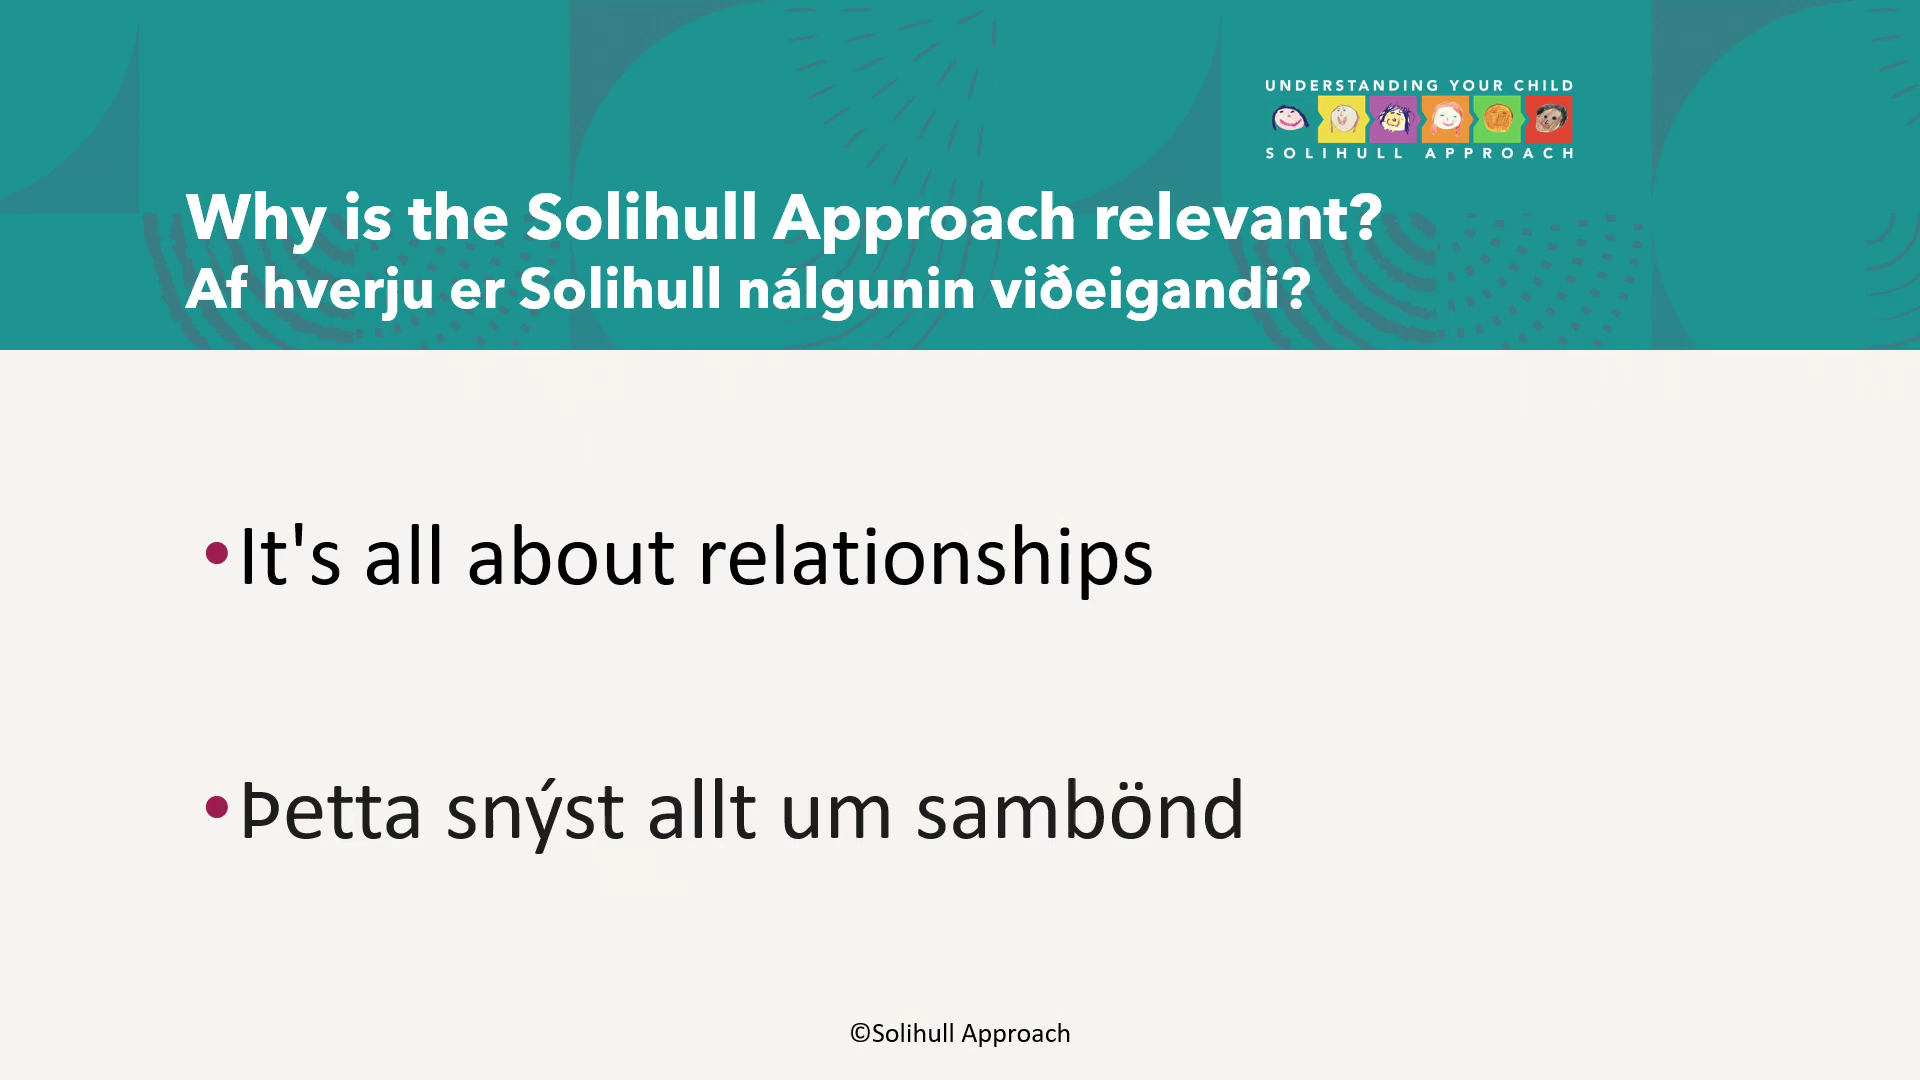 UNDERSTANDING YOUR CHILD
SOLIHULL APPROACH
Why is the Solihull Approach relevant?
Af hverju er Solihull nálgunin viðeigandi?
•It's all about relationships
•Þetta snýst allt um sambönd
©Solihull Approach